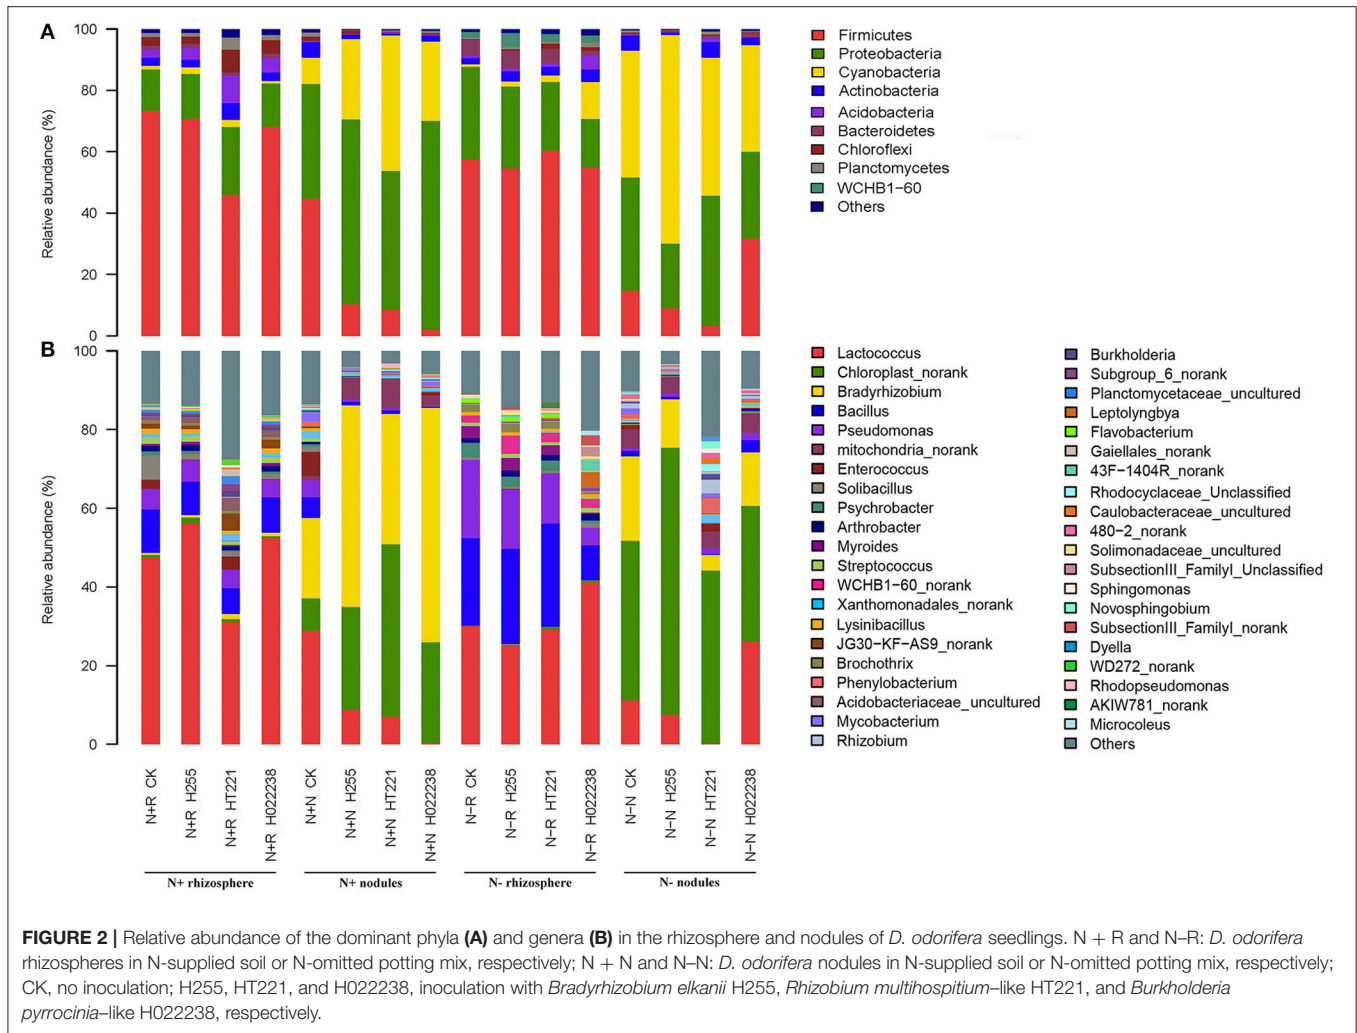 A
100
80
60
40
20
0
Relative abundance (%)
Firmicutes
Proteobacteria
Cyanobacteria
Actinobacteria
Acidobacteria
Bacteroidetes
Chloroflexi
Planctomycetes
WCHB1−60
Others
B
100
80
60
40
20
0
Relative abundance (%)
Lactococcus
Chloroplast_norank
Bradyrhizobium
Bacillus
Pseudomonas
mitochondria_norank
Enterococcus
Solibacillus
Psychrobacter
Arthrobacter
Myroides
Streptococcus
WCHB1−60_norank
Xanthomonadales_norank
Lysinibacillus
JG30−KF−AS9_norank
Brochothrix
Phenylobacterium
Acidobacteriaceae_uncultured
Mycobacterium
Rhizobium
Burkholderia
Subgroup_6_norank
Planctomycetaceae_uncultured
Leptolyngbya
Flavobacterium
Gaiellales_norank
43F−1404R_norank
Rhodocyclaceae_Unclassified
Caulobacteraceae_uncultured
480−2_norank
Solimonadaceae_uncultured
SubsectionIII_FamilyI_Unclassified
Sphingomonas
Novosphingobium
SubsectionIII_FamilyI_norank
Dyella
WD272_norank
Rhodopseudomonas
AKIW781_norank
Microcoleus
Others
N+R CK
N+R H255
N+R HT221
N+R H022238
N+N CK
N+N H255
N+N HT221
N+N H022238
N−R CK
N−R H255
N−R HT221
N−R H022238
N−N CK
N−N H255
N−N HT221
N−N H022238
N+ rhizosphere
N+ nodules
N- rhizosphere
N- nodules
FIGURE 2 | Relative abundance of the dominant phyla (A) and genera (B) in the rhizosphere and nodules of D. odorifera seedlings. N + R and N–R: D. odorifera
rhizospheres in N-supplied soil or N-omitted potting mix, respectively; N + N and N–N: D. odorifera nodules in N-supplied soil or N-omitted potting mix, respectively;
CK, no inoculation; H255, HT221, and H022238, inoculation with Bradyrhizobium elkanii H255, Rhizobium multihospitium–like HT221, and Burkholderia
pyrrocinia–like H022238, respectively.